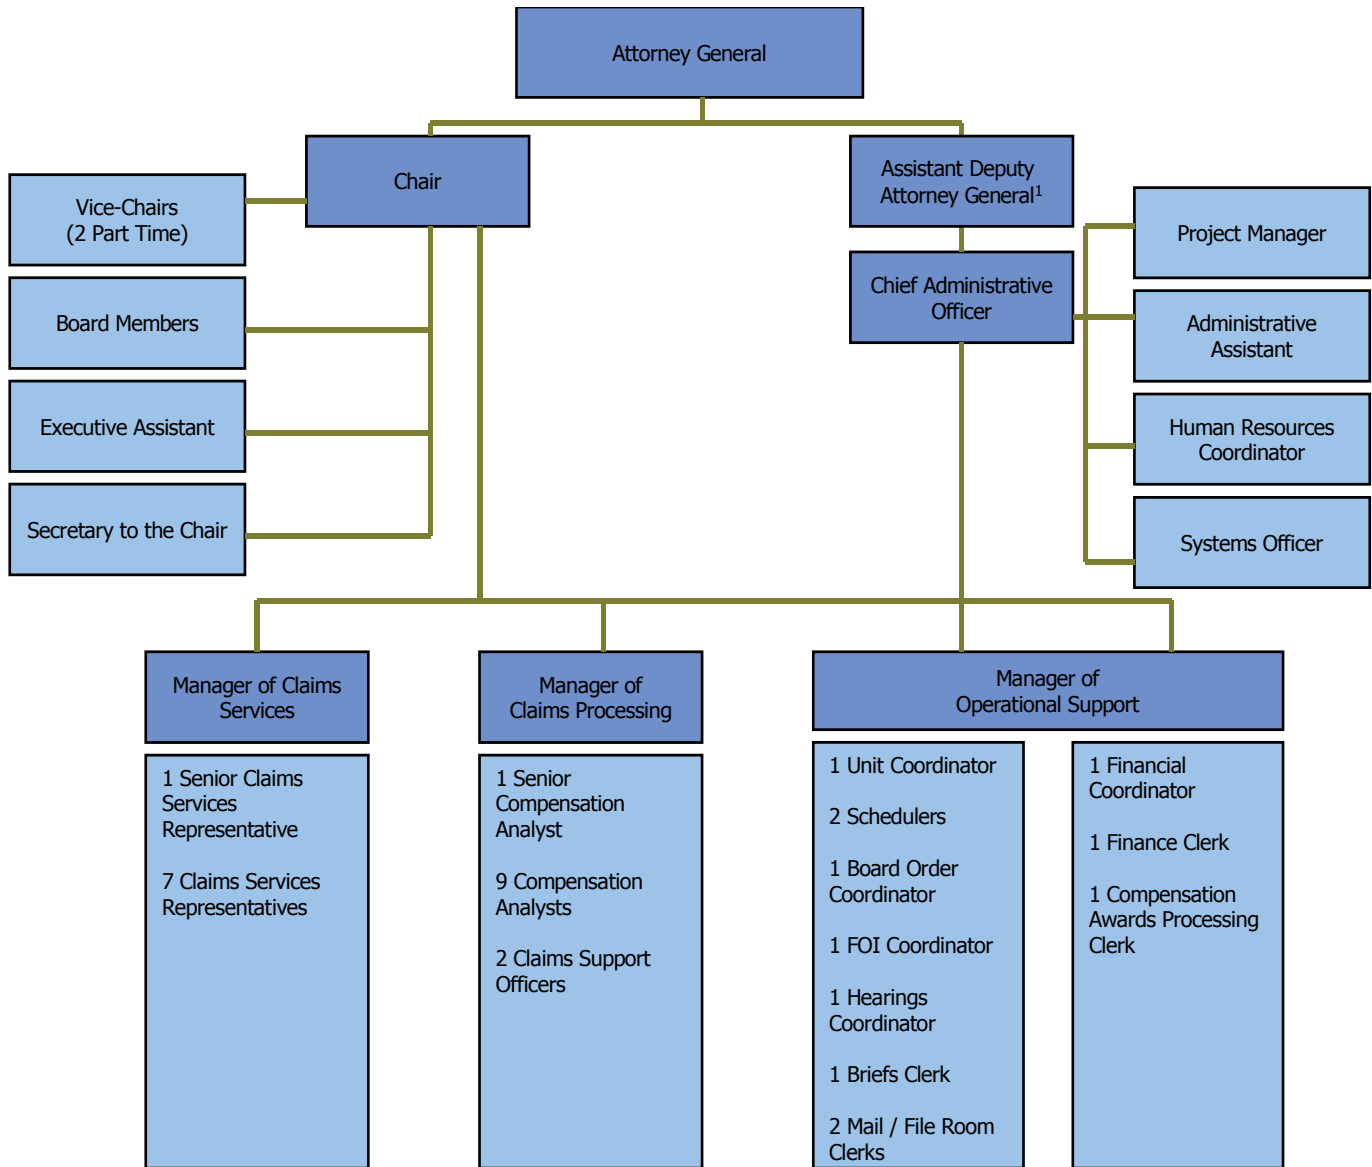 Attorney General
Chair
Assistant Deputy
Attorney General¹
Vice-Chairs
(2 Part Time)
Board Members
Executive Assistant
Secretary to the Chair
Chief Administrative
Officer
Project Manager
Administrative
Assistant
Human Resources
Coordinator
Systems Officer
Manager of Claims
Services
1 Senior Claims
Services
Representative
7 Claims Services
Representatives
Manager of
Claims Processing
1 Senior
Compensation
Analyst
9 Compensation
Analysts
2 Claims Support
Officers
Manager of
Operational Support
1 Unit Coordinator
2 Schedulers
1 Board Order
Coordinator
1 FOI Coordinator
1 Hearings
Coordinator
1 Briefs Clerk
2 Mail / File Room
Clerks
1 Financial
Coordinator
1 Finance Clerk
1 Compensation
Awards Processing
Clerk